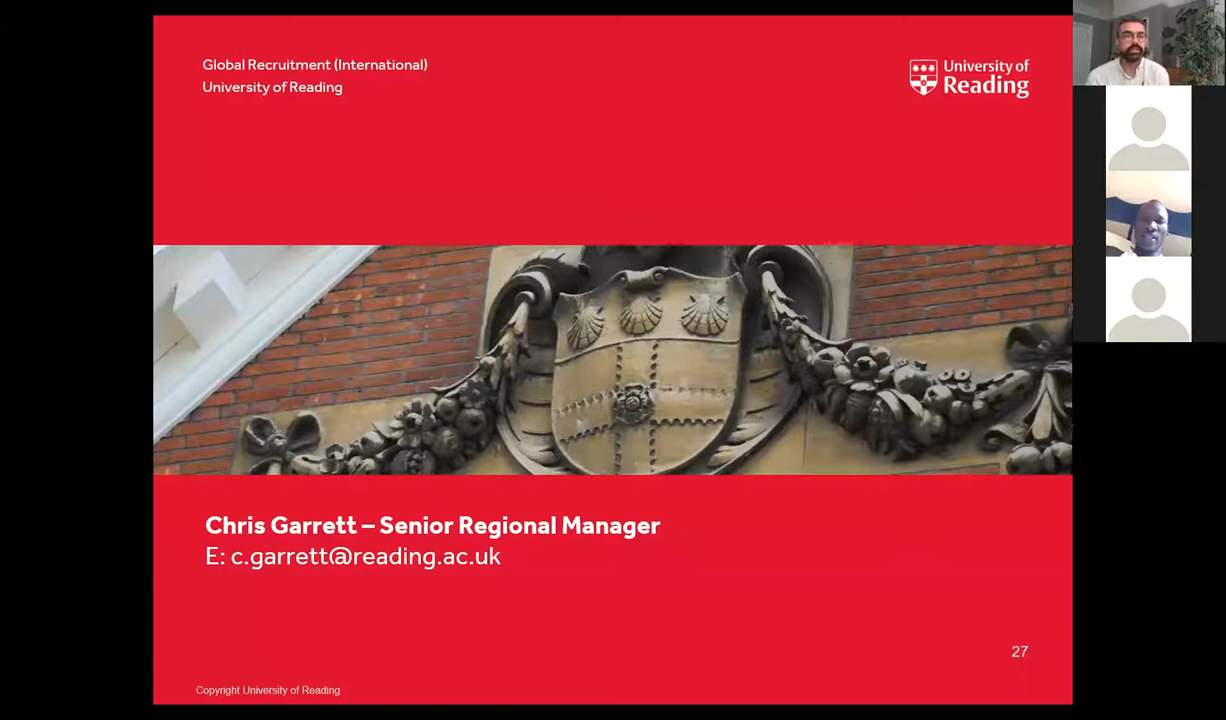 Global Recruitment (International)
University of Reading
University of
Reading
Chris Garrett – Senior Regional Manager
E: c.garrett@reading.ac.uk
27
Copyright University of Reading